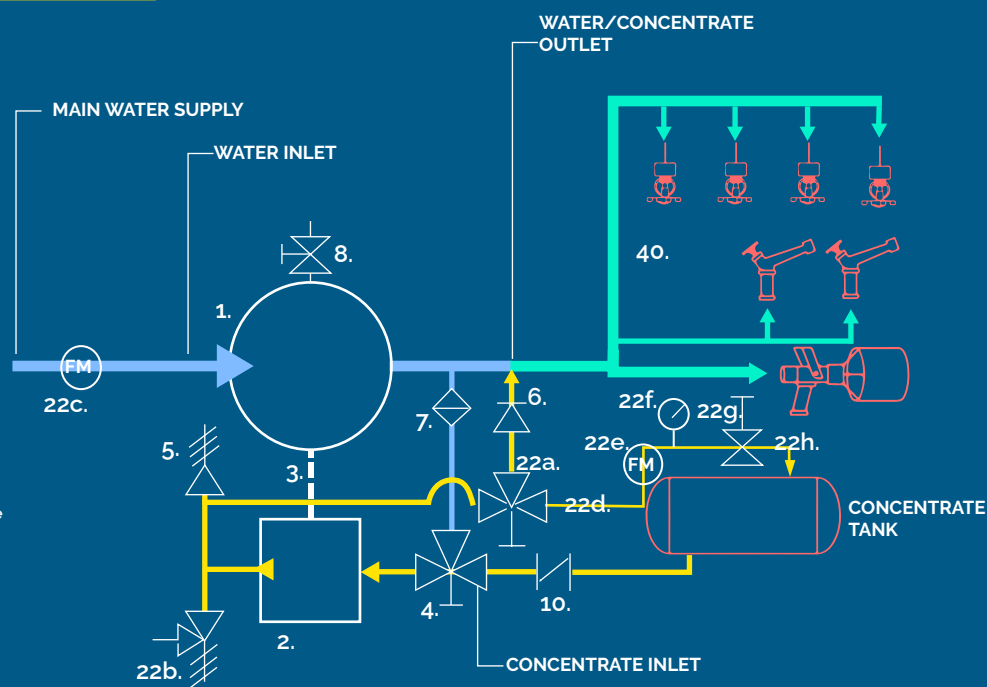 WATER/CONCENTRATE
OUTLET
MAIN WATER SUPPLY
WATER INLET
8.
40.
1.
FM
22c.
22f.
22g.
6.
7.
5.
22e.
22h.
22a.
FM
3.
22d.
CONCENTRATE
TANK
e
4.
10.
2.
CONCENTRATE INLET
22b.